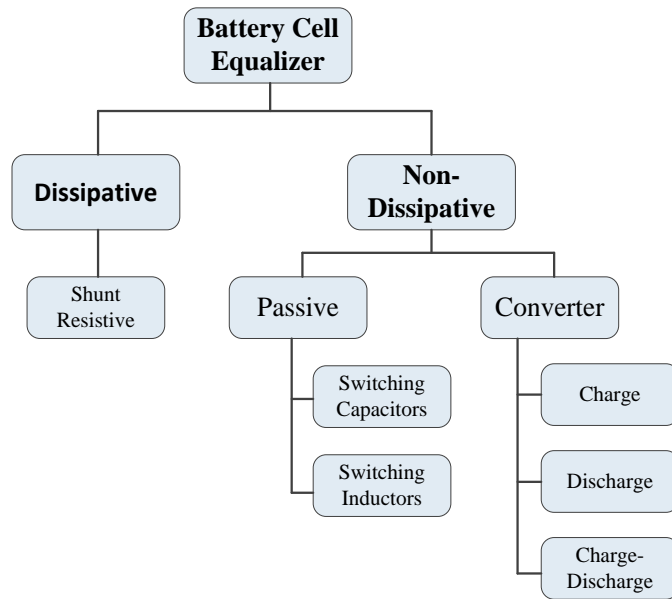 Battery Cell
Equalizer
Dissipative
Non-
Dissipative
Shunt
Resistive
Passive
Converter
Switching
Capacitors
Switching
Inductors
Charge
Discharge
Charge-
Discharge